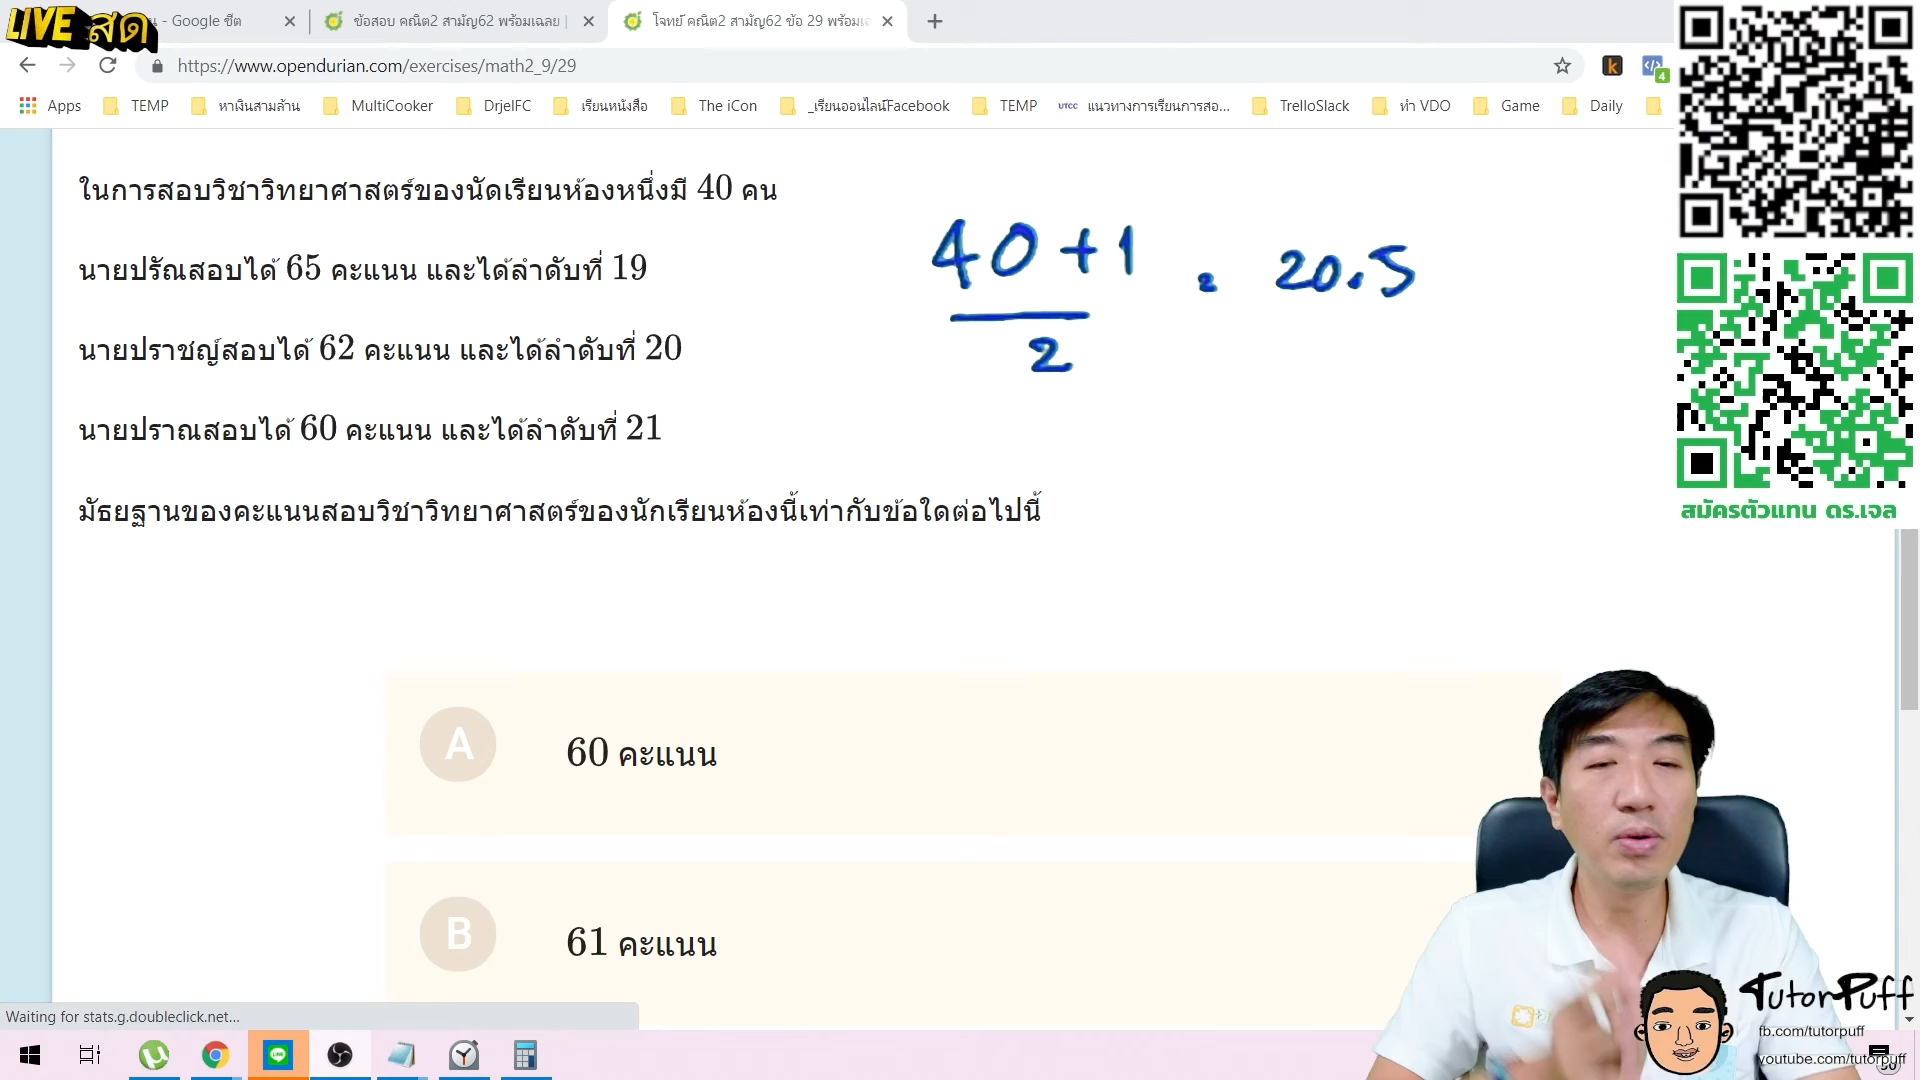 LIVE สด
น - Google ชีต
ข้อสอบ คณิต2 สามัญ62 พร้อมเฉลย |
โจทย์ คณิต2 สามัญ62 ข้อ 29 พร้อมเฉ
https://www.opendurian.com/exercises/math2_9/29
Apps TEMP หาเงินสามล้าน MultiCooker DrjelFC เรียนหนังสือ The iCon _เรียนออนไลน์Facebook TEMP UTCC แนวทางการเรียนการสอ... TrelloSlack ทำ VDO Game Daily
ในการสอบวิชาวิทยาศาสตร์ของนัดเรียนห้องหนึ่งมี 40 คน
นายปรัณสอบได้ 65 คะแนน และได้ลำดับที่ 19
นายปราชญ์สอบได้ 62 คะแนน และได้ลำดับที่ 20
นายปราณสอบได้ 60 คะแนน และได้ลำดับที่ 21
มัธยฐานของคะแนนสอบวิชาวิทยาศาสตร์ของนักเรียนห้องนี้เท่ากับข้อใดต่อไปนี้
40+1
2
= 20.5
สมัครตัวแทน ดร.เจล
A 60 คะแนน
B 61 คะแนน
Waiting for stats.g.doubleclick.net...
TutorPuff
fb.com/tutorpuff
youtube.com/tutorpuff